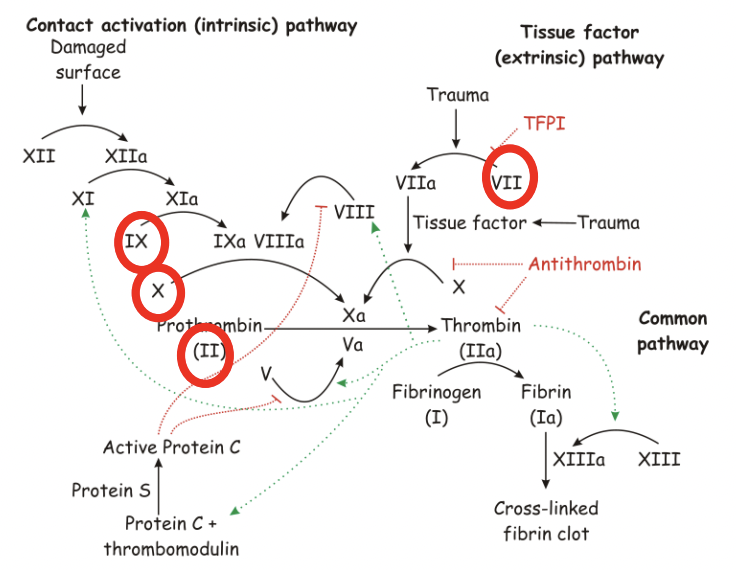 Contact activation (intrinsic) pathway
Damaged
surface
Tissue factor
(extrinsic) pathway
Trauma
TFPI
XII
XIIa
VIIa
VII
XI
XIa
VIII
Tissue factor
Trauma
IX
IXa VIIIa
Antithrombin
X
X
Xa
Prothrombin
(II)
Thrombin
(IIa)
Common
pathway
Va
V
Fibrinogen
(I)
Fibrin
(Ia)
Active Protein C
XIIIa
XIII
Protein S
Cross-linked
fibrin clot
Protein C +
thrombomodulin